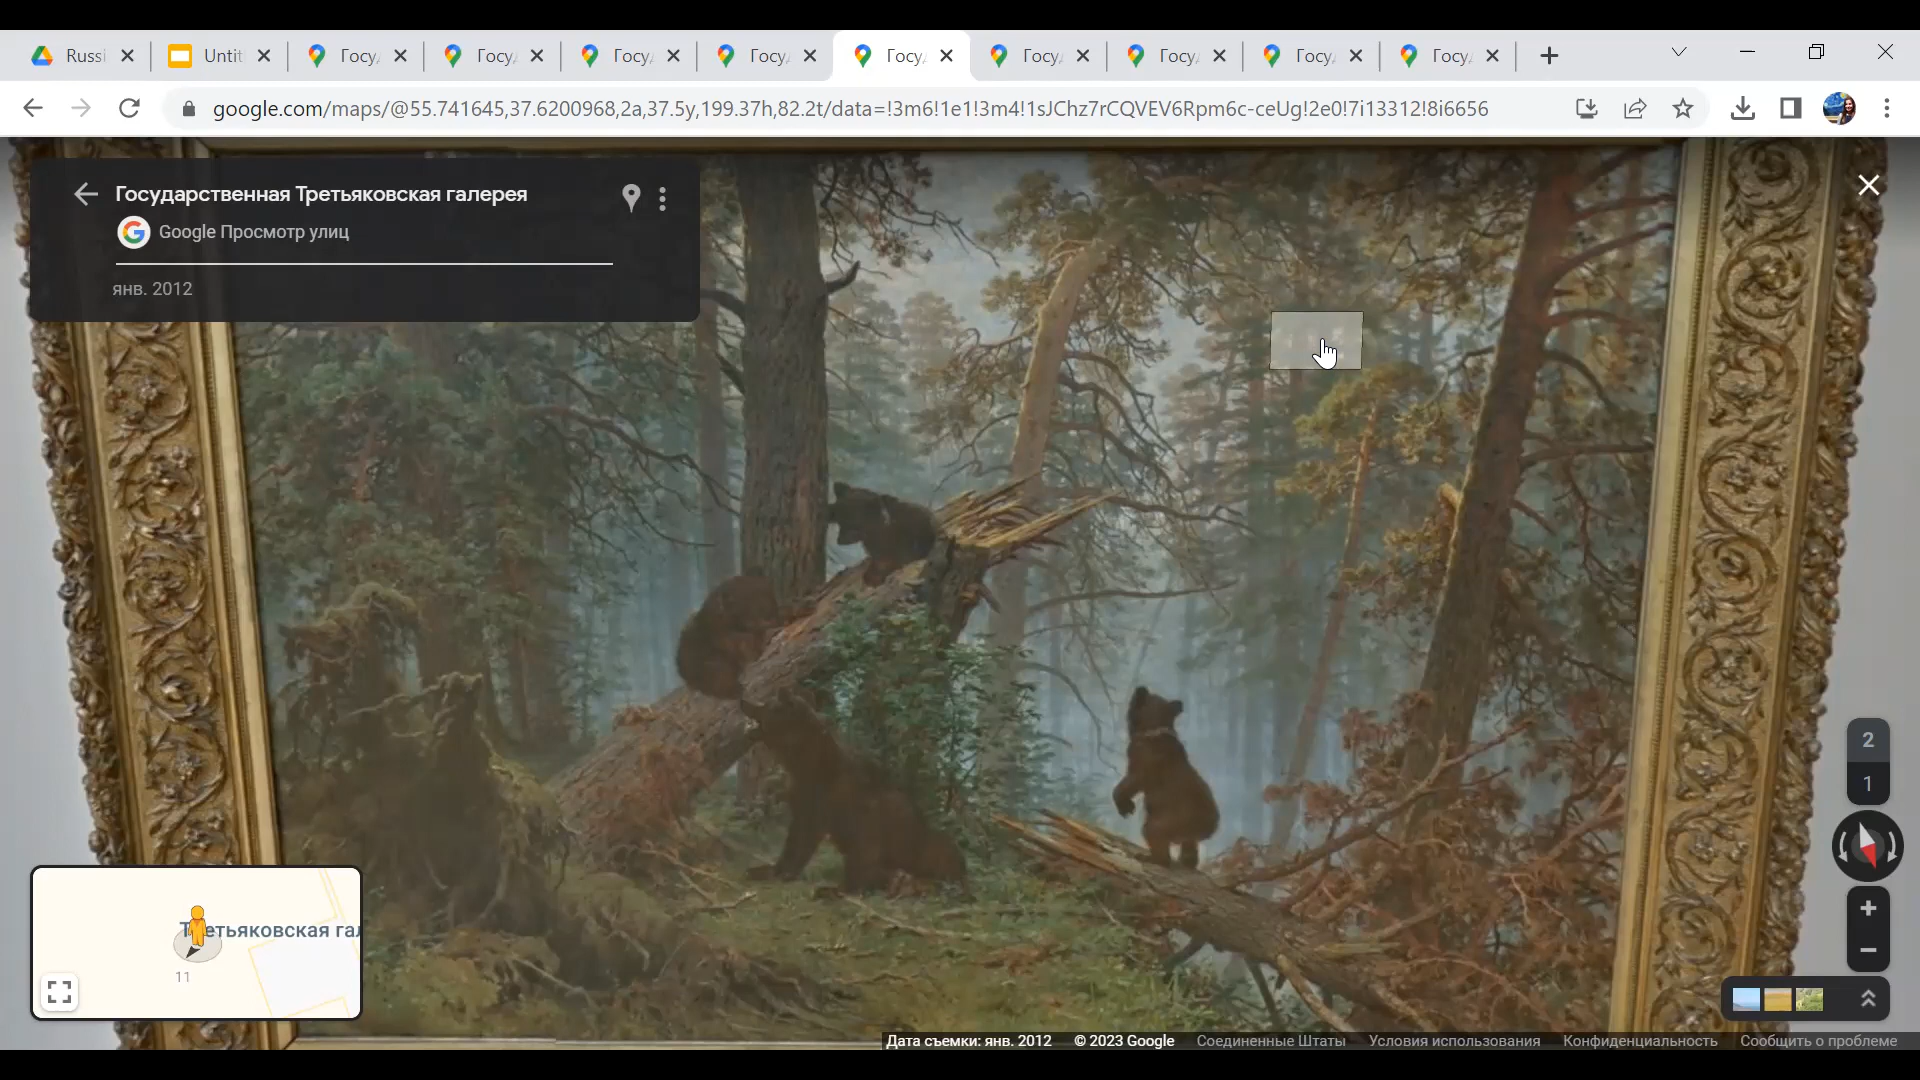 Russi
Untit
Госу
Госу
Госу
Госу
Госу
Госу
Госу
Госу
Госу
google.com/maps/@55.741645,37.6200968,2a,37.5y,199.37h,82.2t/data=!3m6!1e1!3m4!1sJChz7rCQVEV6Rpm6c-ceUg!2e0!7i13312!8i6656
Государственная Третьяковская галерея
Google Просмотр улиц
янв. 2012
2
1
Третьяковская гал
11
Дата съемки: янв. 2012 © 2023 Google Соединенные Штаты Условия использования Конфиденциальность Сообщить о проблеме